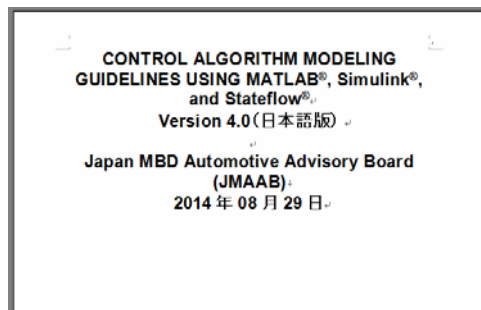 CONTROL ALGORITHM MODELING
GUIDELINES USING MATLAB®, Simulink®,
and Stateflow®
Version 4.0(日本語版)
Japan MBD Automotive Advisory Board
(JMAAB)
2014 年 08 月 29 日